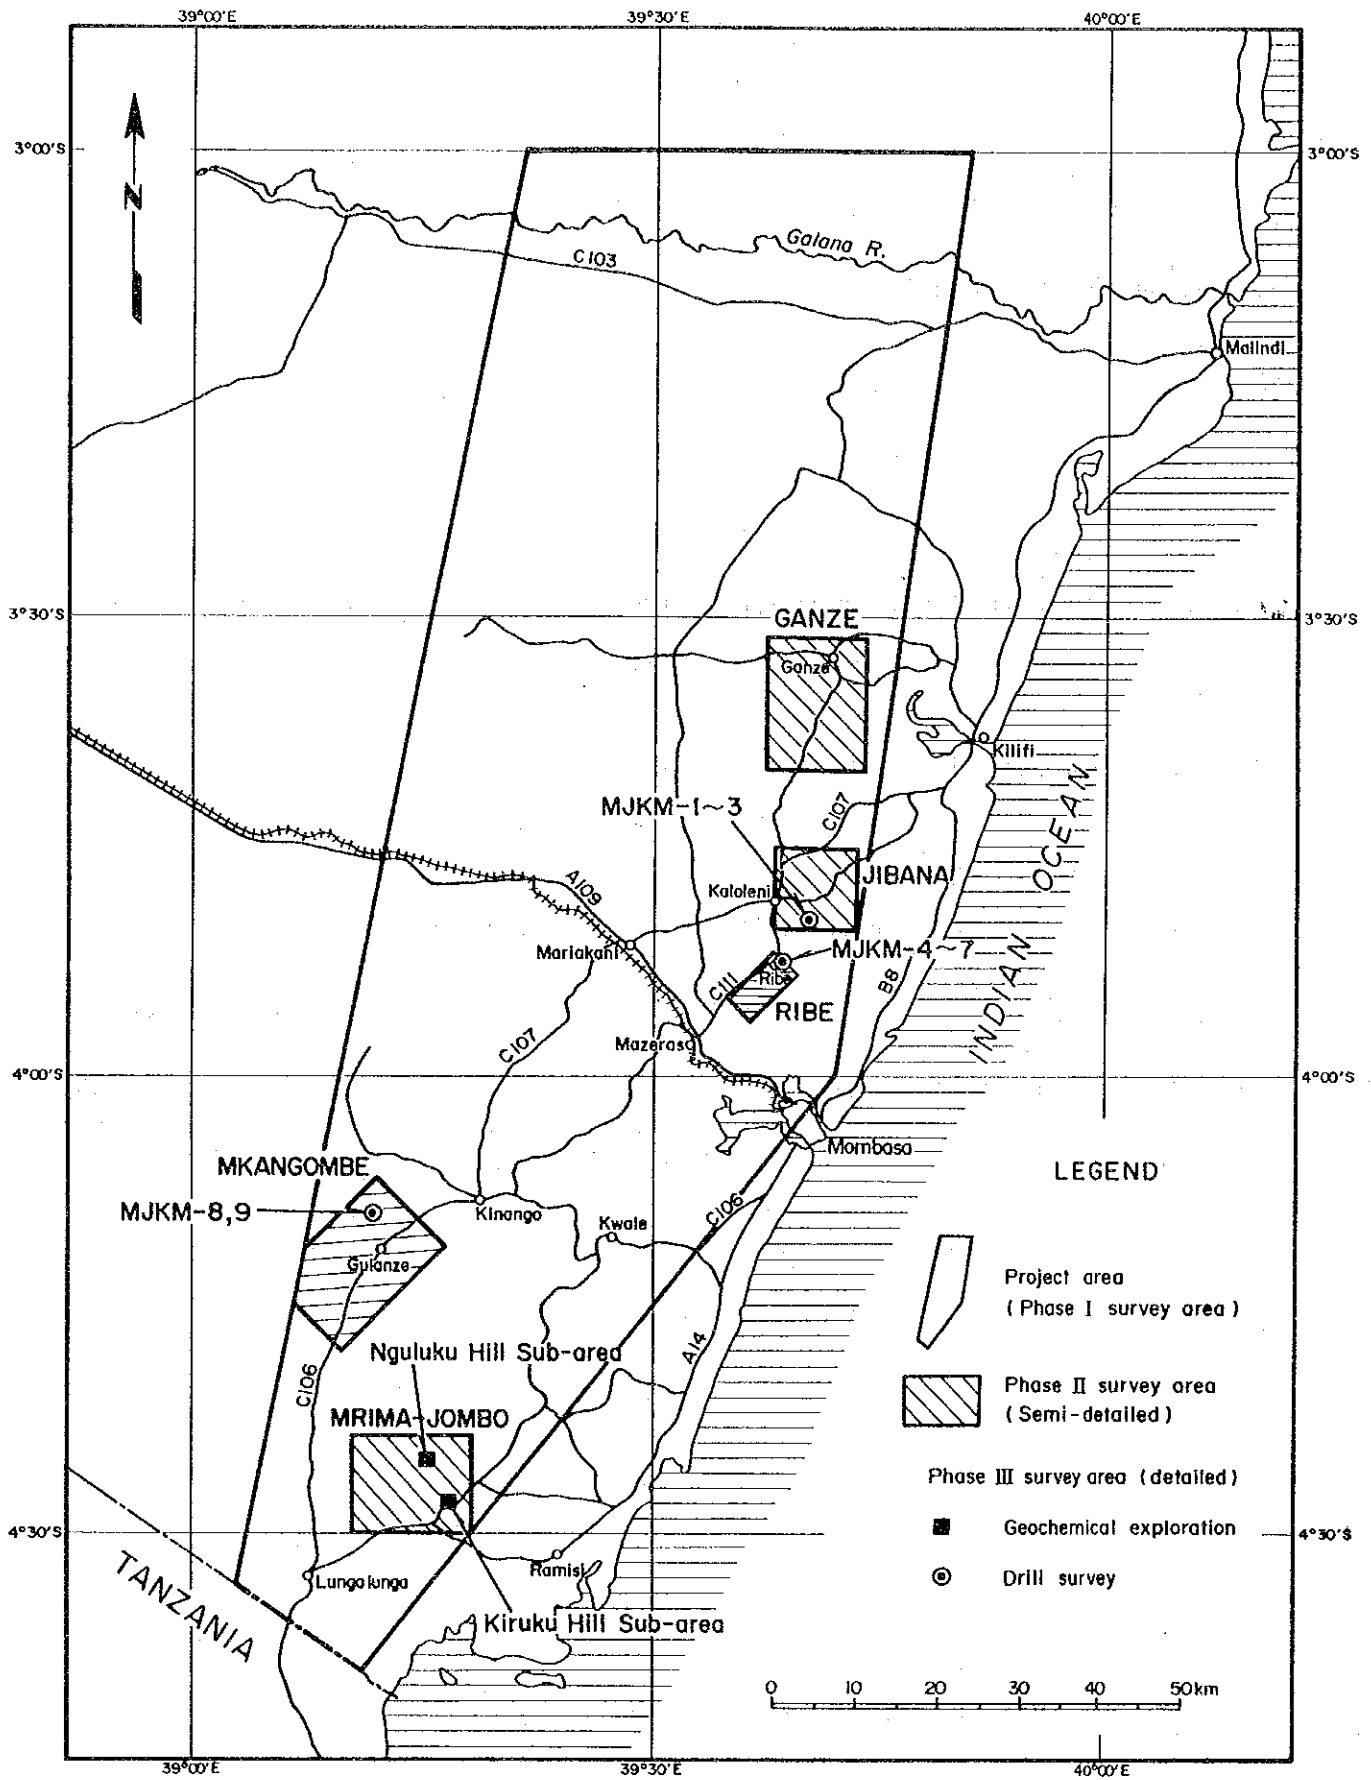 39°00'E
39°30'E
40°00'E
3°00'S
3°00'S
N
Galana R.
C103
Malindi
3°30'S
3°30'S
GANZE
Ganze
Kilifi
MJKM-1~3
C107
INDIAN OCEAN
JIBANA
A109
Kaloleni
Mariakani
MJKM-4~7
C111
Ribe
B8
RIBE
C107
Mazeras
4°00'S
4°00'S
Mombasa
MKANGOMBE
LEGEND
MJKM-8,9
Kinango
Kwale
C106
Gulanze
Project area
(Phase I survey area)
Nguluku Hill Sub-area
A14
C106
Phase II survey area
(Semi-detailed)
MRIMA-JOMBO
Phase III survey area (detailed)
Geochemical exploration
4°30'S
4°30'S
Ramisi
Drill survey
Lungalunga
TANZANIA
Kiruku Hill Sub-area
0 10 20 30 40 50km
39°00'E
39°30'E
40°00'E